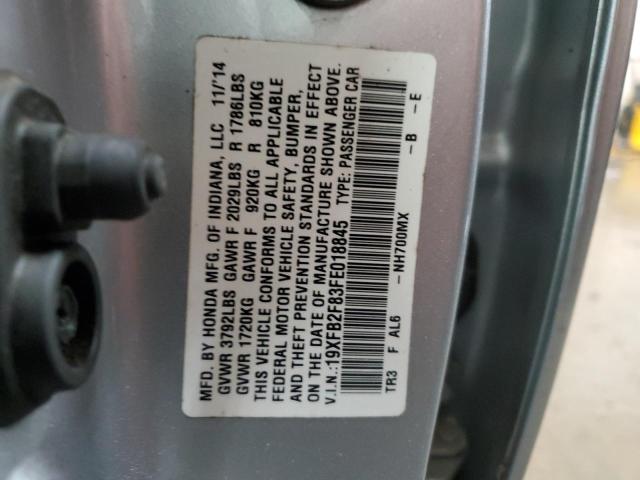 MFD. BY HONDA MFG. OF INDIANA, LLC 11/14
GVWR 3792LBS GAWR F 2029LBS R 1786LBS
GVWR 1720KG GAWR F 920KG R 810KG
THIS VEHICLE CONFORMS TO ALL APPLICABLE
FEDERAL MOTOR VEHICLE SAFETY, BUMPER,
AND THEFT PREVENTION STANDARDS IN EFFECT
ON THE DATE OF MANUFACTURE SHOWN ABOVE.
V.I.N.:19XFB2F83FE018845 TYPE: PASSENGER CAR
TR3 F AL6 -NH700MX -B -E